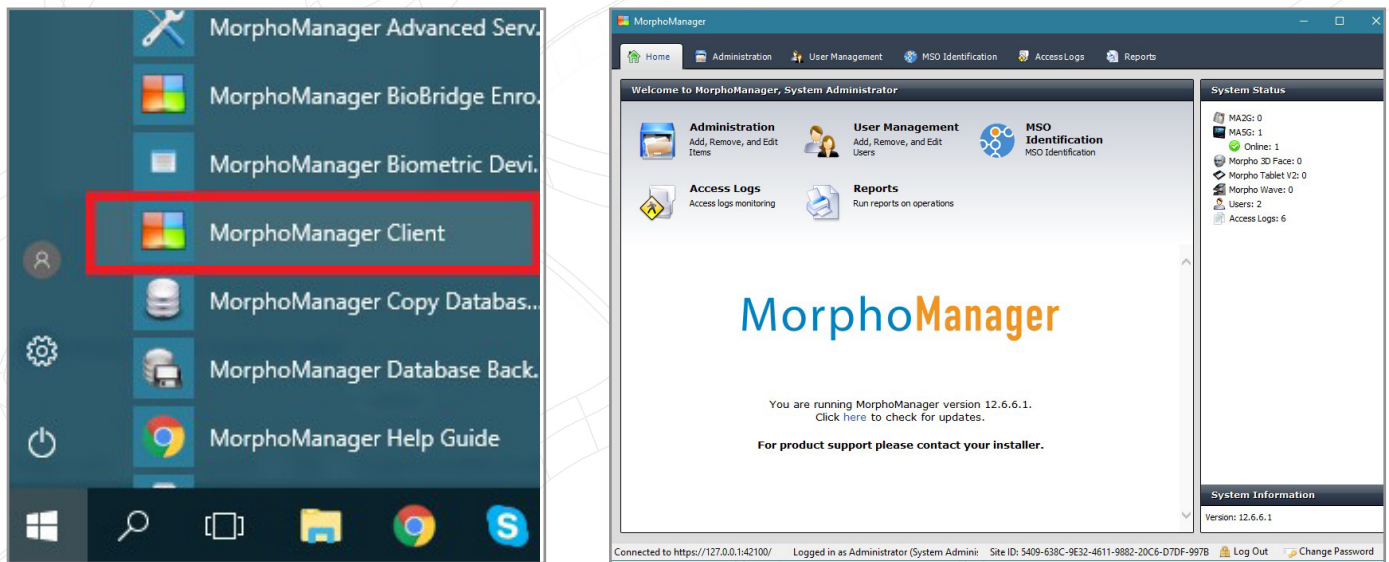 MorphoManager Advanced Serv.
MorphoManager BioBridge Enro.
MorphoManager Biometric Devi.
MorphoManager Client
MorphoManager Copy Databas...
MorphoManager Database Back.
MorphoManager Help Guide
MorphoManager
Home Administration User Management MSO Identification Access Logs Reports
Welcome to MorphoManager, System Administrator
Administration
Add, Remove, and Edit
Items
User Management
Add, Remove, and Edit
Users
MSO
Identification
MSO Identification
Access Logs
Access logs monitoring
Reports
Run reports on operations
MorphoManager
You are running MorphoManager version 12.6.6.1.
Click here to check for updates.
For product support please contact your installer.
System Status
MA2G: 0
MA5G: 1
Online: 1
Morpho 3D Face: 0
Morpho Tablet V2: 0
Morpho Wave: 0
Users: 2
Access Logs: 6
System Information
Version: 12.6.6.1
Connected to https://127.0.0.1:42100/ Logged in as Administrator (System Admini: Site ID: 5409-638C-9E32-4611-9882-20C6-D7DF-997B Log Out Change Password